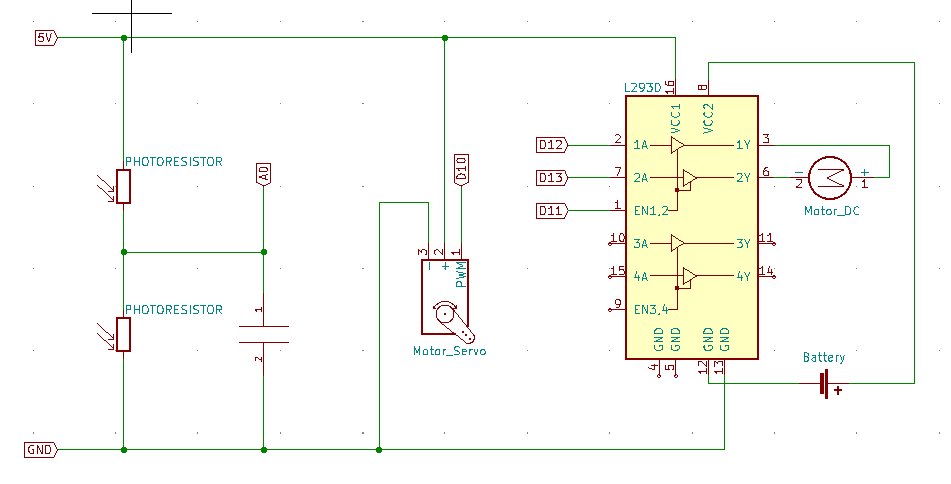 5V
L293D
16
8
VCC1
VCC2
D12
2
1A
1Y
3
PHOTORESISTOR
A0
D10
D13
7
2A
2Y
6
-
2
+
1
Motor_DC
D11
1
EN1,2
10
3A
3Y
11
3
2
1
-
+
PWM
15
4A
4Y
14
PHOTORESISTOR
1
9
EN3,4
2
Motor_Servo
GND
GND
GND
GND
4
5
12
13
Battery
+
GND